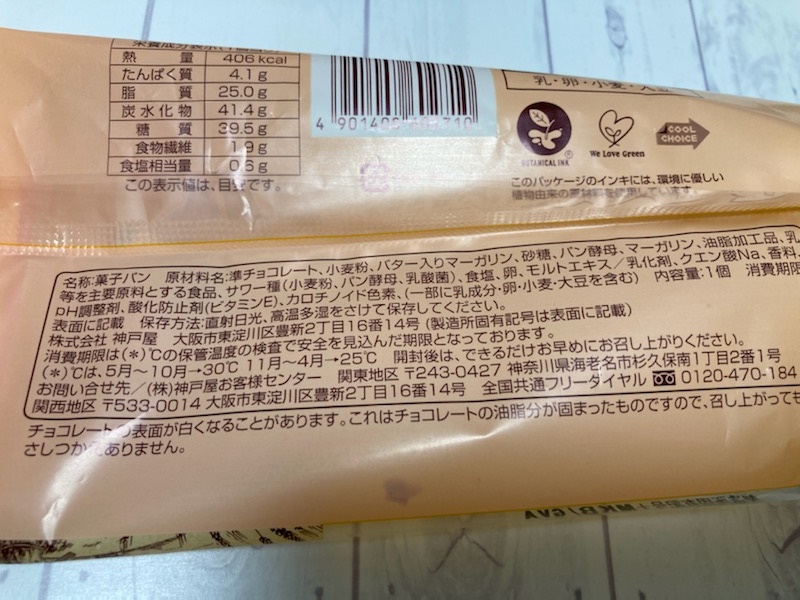 熱 量 406 kcal
たんぱく質 4.1g
脂 質 25.0g
炭水化物 41.4g
糖 質 39.5g
食物繊維 1.9g
食塩相当量 0.6g
この表示値は、目安です。
乳・卵・小麦・大豆
BOTANICAL INK®
We Love Green
COOL CHOICE
このパッケージのインキには、環境に優しい
植物由来の原材料を使用しています。
名称:菓子パン 原材料名:準チョコレート、小麦粉、バター入りマーガリン、砂糖、パン酵母、マーガリン、油脂加工品、乳
等を主要原料とする食品、サワー種(小麦粉、パン酵母、乳酸菌)、食塩、卵、モルトエキス/乳化剤、クエン酸Na、香料、
pH調整剤、酸化防止剤(ビタミンE)、カロチノイド色素、(一部に乳成分・卵・小麦・大豆を含む) 内容量:1個 消費期限
表面に記載 保存方法:直射日光、高温多湿をさけて保存してください。
株式会社 神戸屋 大阪市東淀川区豊新2丁目16番14号 (製造所固有記号は表面に記載)
消費期限は(*)℃の保管温度の検査で安全を見込んだ期限となっております。
(*)℃は、5月〜10月→30℃ 11月〜4月→25℃ 開封後は、できるだけお早めにお召し上がりください。
お問い合せ先/(株)神戸屋お客様センター 関東地区 〒243-0427 神奈川県海老名市杉久保南1丁目2番1号
関西地区 〒533-0014 大阪市東淀川区豊新2丁目16番14号 全国共通フリーダイヤル 0120-470-184
チョコレートの表面が白くなることがあります。これはチョコレートの油脂分が固まったものですので、召し上がっても
さしつかえありません。